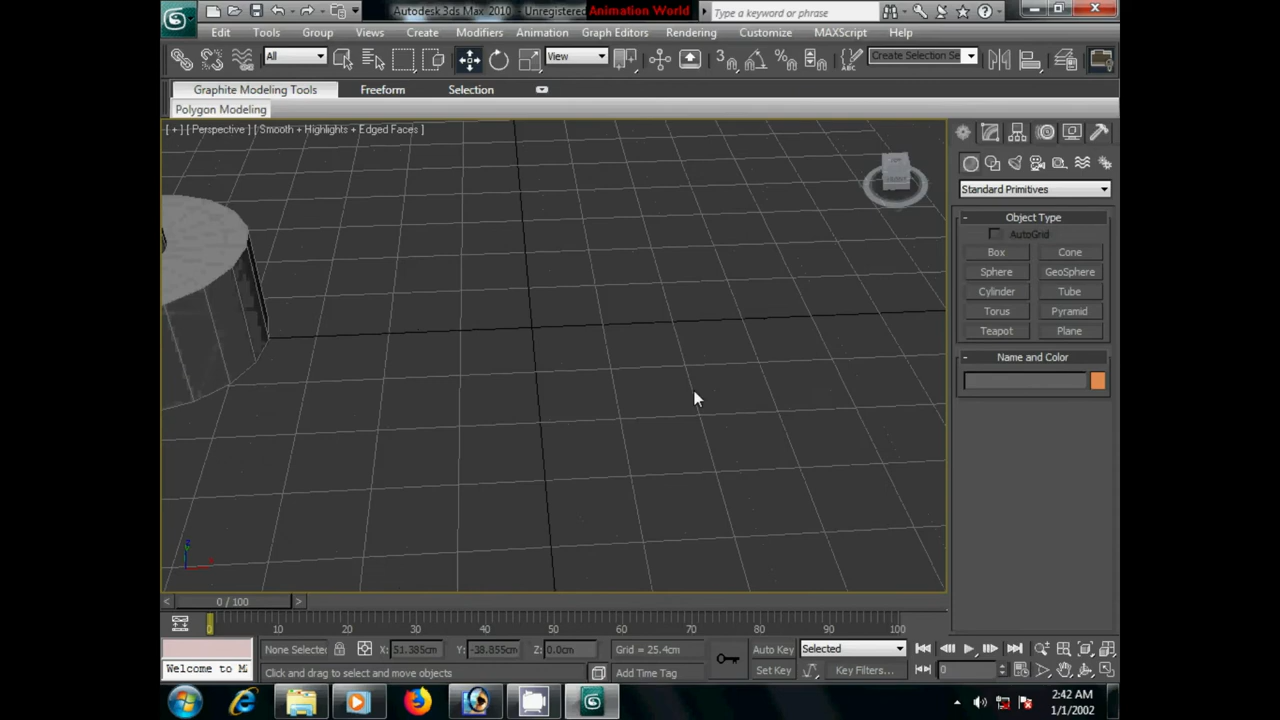 Autodesk 3ds Max 2010 - Unregistered
Animation World
Type a keyword or phrase
Edit Tools Group Views Create Modifiers Animation Graph Editors Rendering Customize MAXScript Help
All
View
3
Create Selection Se
Graphite Modeling Tools Freeform Selection
Polygon Modeling
[ + ] [ Perspective ] [ Smooth + Highlights + Edged Faces ]
Standard Primitives
- Object Type
AutoGrid
Box Cone
Sphere GeoSphere
Cylinder Tube
Torus Pyramid
Teapot Plane
- Name and Color
< 0 / 100 >
0 10 20 30 40 50 60 70 80 90 100
None Selected X: 51.385cm Y: -38.855cm Z: 0.0cm Grid = 25.4cm Auto Key Selected
Welcome to M Click and drag to select and move objects Add Time Tag Set Key Key Filters... 0
2:42 AM
1/1/2002